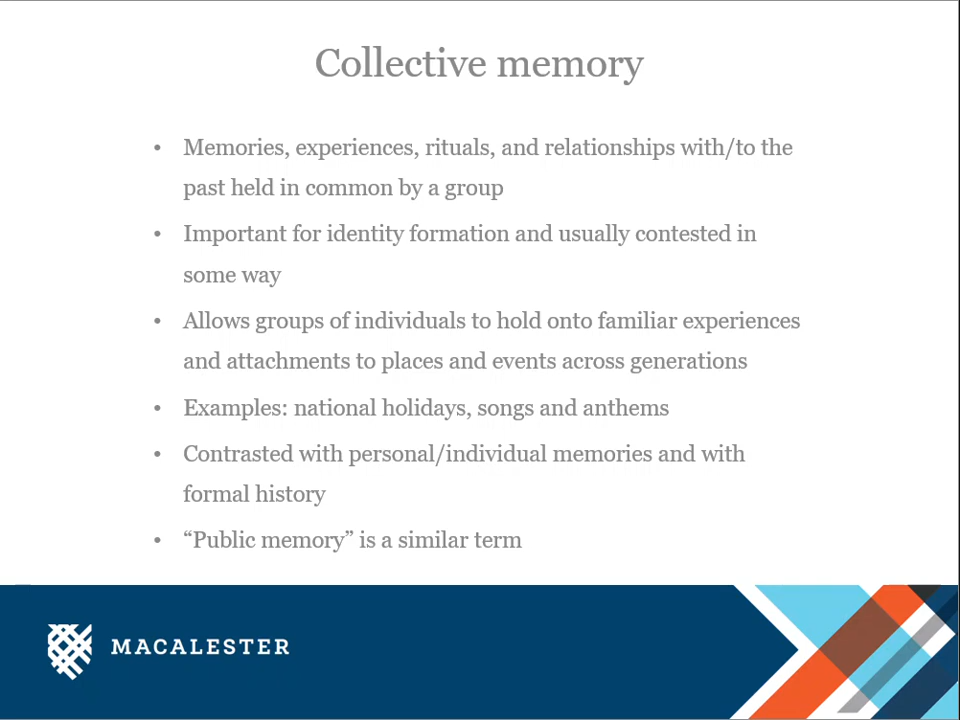 Collective memory
• Memories, experiences, rituals, and relationships with/to the
past held in common by a group
• Important for identity formation and usually contested in
some way
• Allows groups of individuals to hold onto familiar experiences
and attachments to places and events across generations
• Examples: national holidays, songs and anthems
• Contrasted with personal/individual memories and with
formal history
• “Public memory” is a similar term
MACALESTER